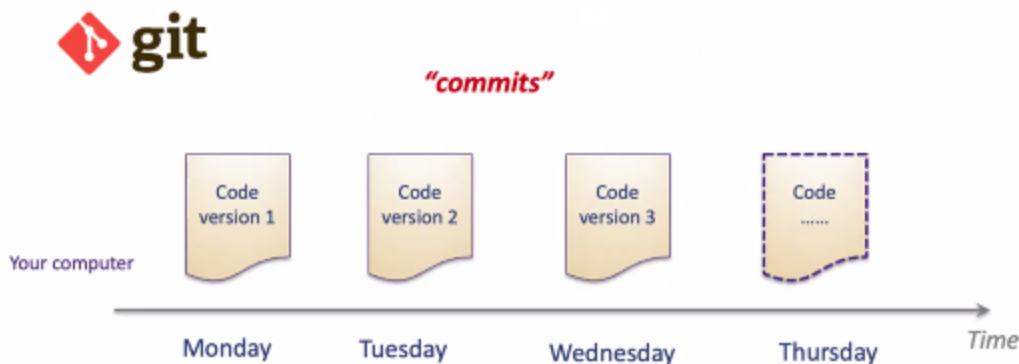 git
“commits”
Code
version 1
Code
version 2
Code
version 3
Code
......
Your computer
Time
Monday
Tuesday
Wednesday
Thursday